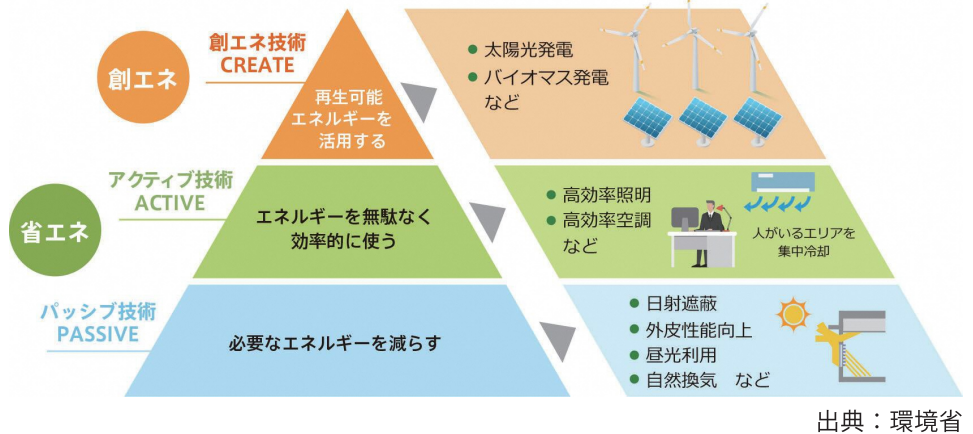 創エネ
創エネ技術
CREATE
再生可能
エネルギーを
活用する
● 太陽光発電
● バイオマス発電
など
省エネ
アクティブ技術
ACTIVE
エネルギーを無駄なく
効率的に使う
● 高効率照明
● 高効率空調
など
人がいるエリアを
集中冷却
パッシブ技術
PASSIVE
必要なエネルギーを減らす
● 日射遮蔽
● 外皮性能向上
● 昼光利用
● 自然換気　など
出典：環境省